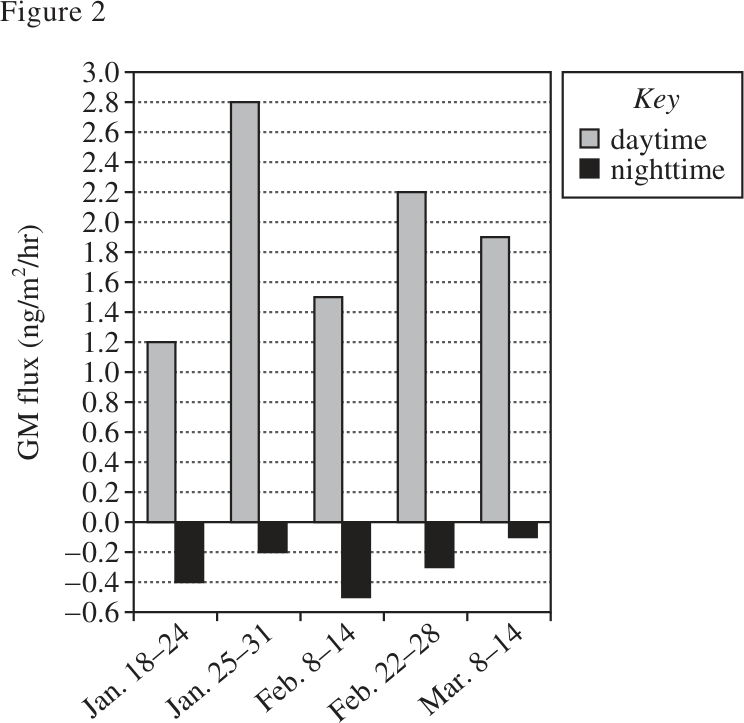 Figure 2
3.0
2.8
2.6
2.4
2.2
2.0
1.8
1.6
1.4
1.2
1.0
0.8
0.6
0.4
0.2
0.0
–0.2
–0.4
–0.6
GM flux (ng/m²/hr)
Jan. 18–24
Jan. 25–31
Feb. 8–14
Feb. 22–28
Mar. 8–14
Key
daytime
nighttime